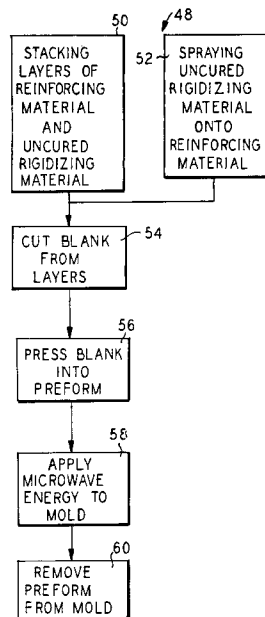 50
48
STACKING
LAYERS OF
REINFORCING
MATERIAL
AND
UNCURED
RIGIDIZING
MATERIAL
52
SPRAYING
UNCURED
RIGIDIZING
MATERIAL
ONTO
REINFORCING
MATERIAL
54
CUT BLANK
FROM
LAYERS
56
PRESS BLANK
INTO
PREFORM
58
APPLY
MICROWAVE
ENERGY TO
MOLD
60
REMOVE
PREFORM
FROM MOLD